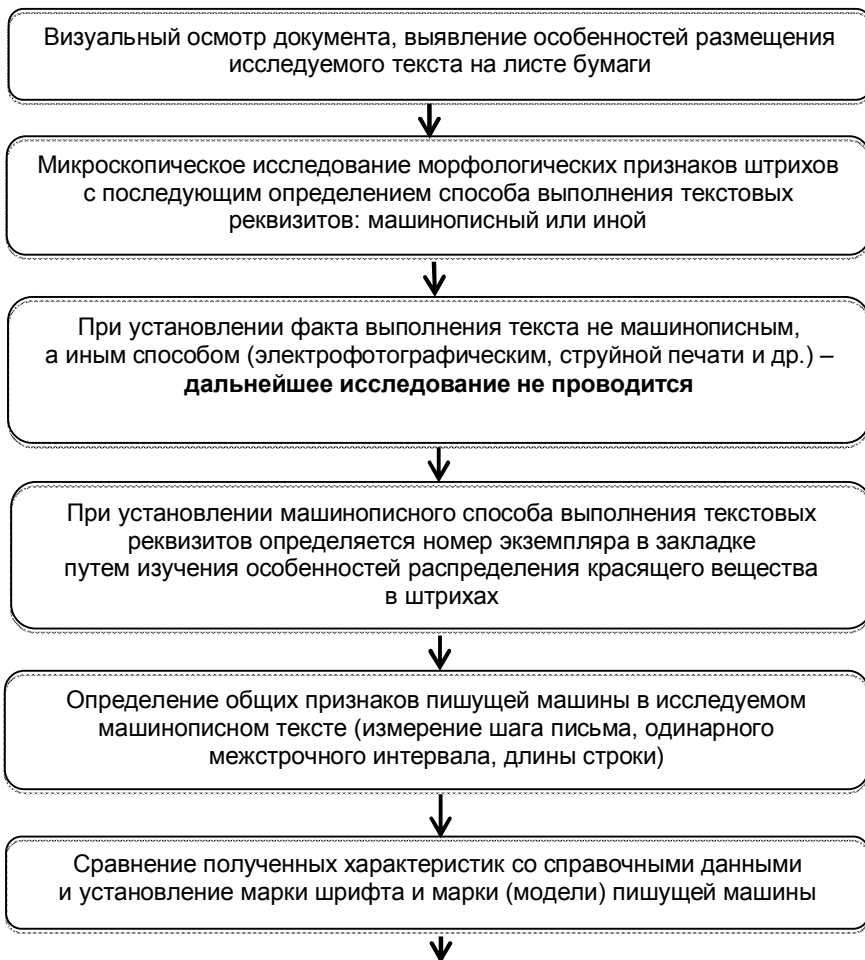 Визуальный осмотр документа, выявление особенностей размещения
исследуемого текста на листе бумаги
Микроскопическое исследование морфологических признаков штрихов
с последующим определением способа выполнения текстовых
реквизитов: машинописный или иной
При установлении факта выполнения текста не машинописным,
а иным способом (электрофотографическим, струйной печати и др.) –
дальнейшее исследование не проводится
При установлении машинописного способа выполнения текстовых
реквизитов определяется номер экземпляра в закладке
путем изучения особенностей распределения красящего вещества
в штрихах
Определение общих признаков пишущей машины в исследуемом
машинописном тексте (измерение шага письма, одинарного
межстрочного интервала, длины строки)
Сравнение полученных характеристик со справочными данными
и установление марки шрифта и марки (модели) пишущей машины